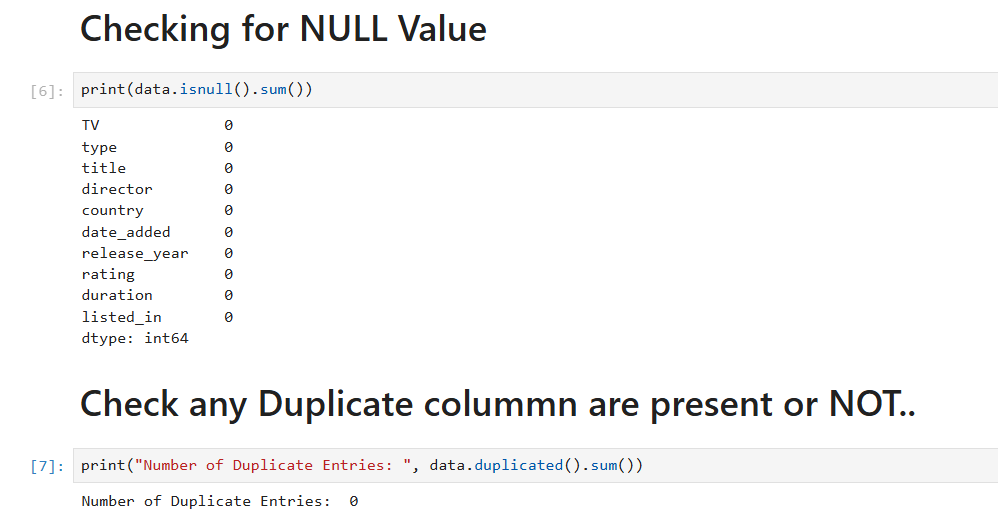 Checking for NULL Value
[6]: print(data.isnull().sum())
TV 0
type 0
title 0
director 0
country 0
date_added 0
release_year 0
rating 0
duration 0
listed_in 0
dtype: int64
Check any Duplicate colummn are present or NOT..
[7]: print("Number of Duplicate Entries: ", data.duplicated().sum())
Number of Duplicate Entries:  0